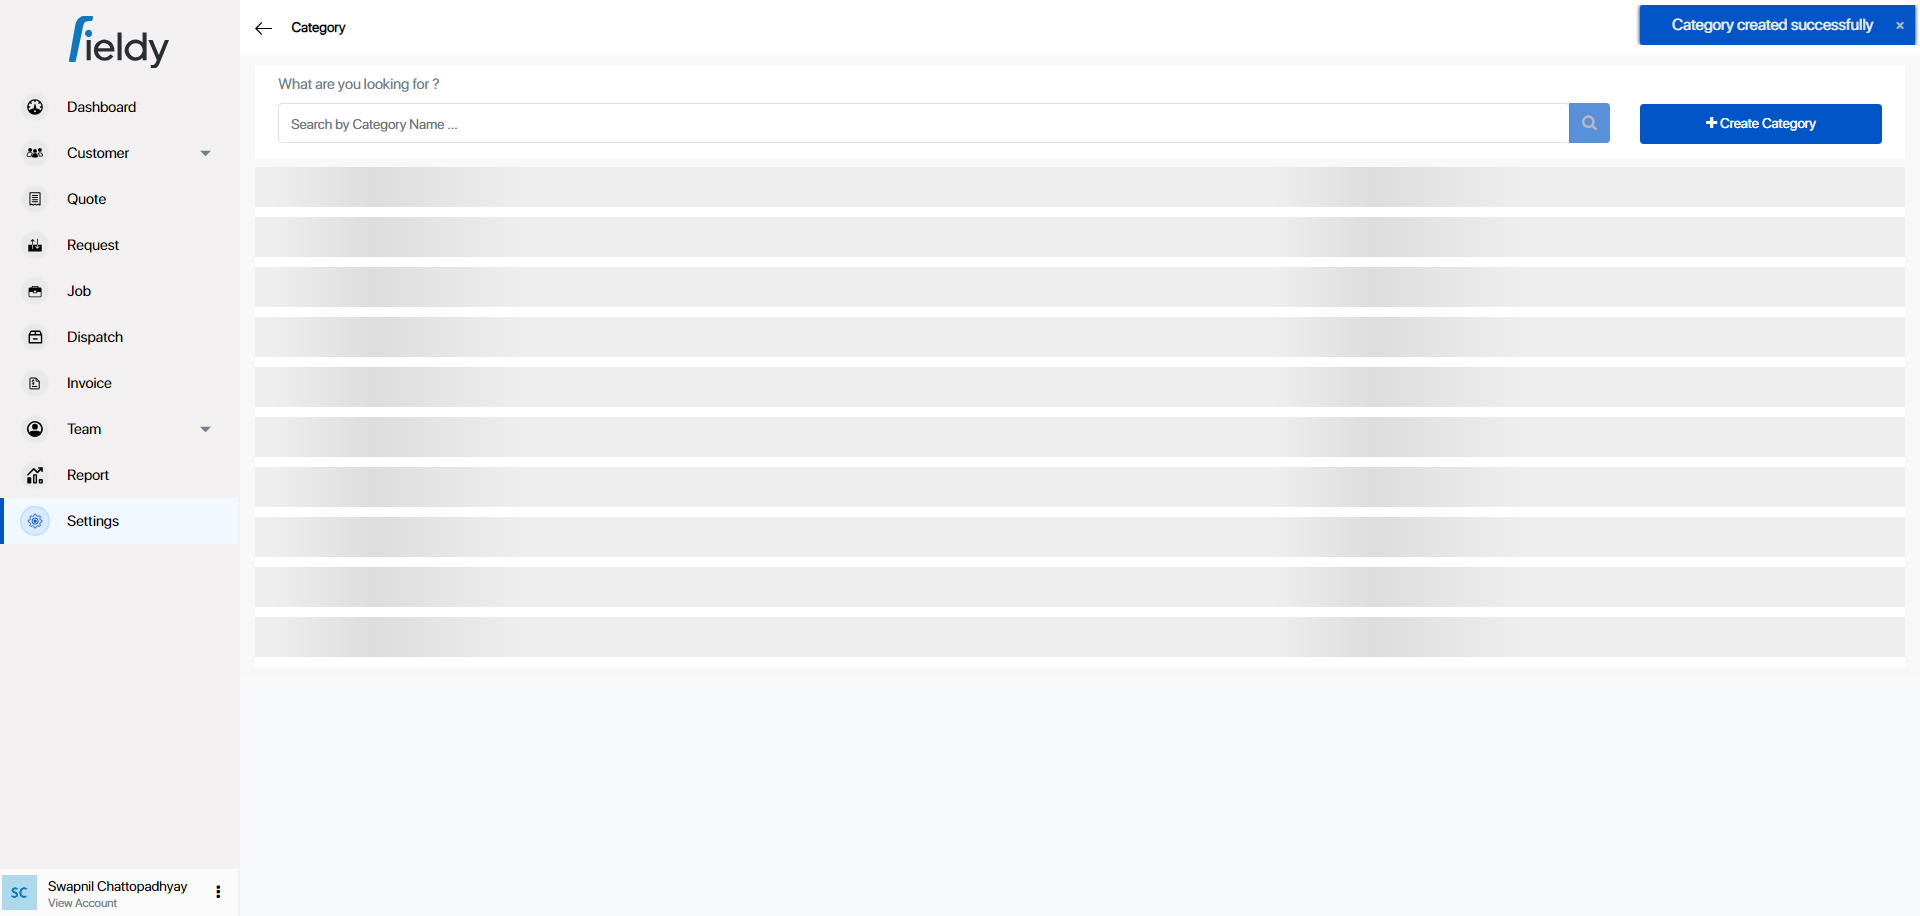 fieldy
Dashboard
Customer
Quote
Request
Job
Dispatch
Invoice
Team
Report
Settings
SC
Swapnil Chattopadhyay
View Account
Category
Category created successfully ×
What are you looking for ?
Search by Category Name ...
+ Create Category